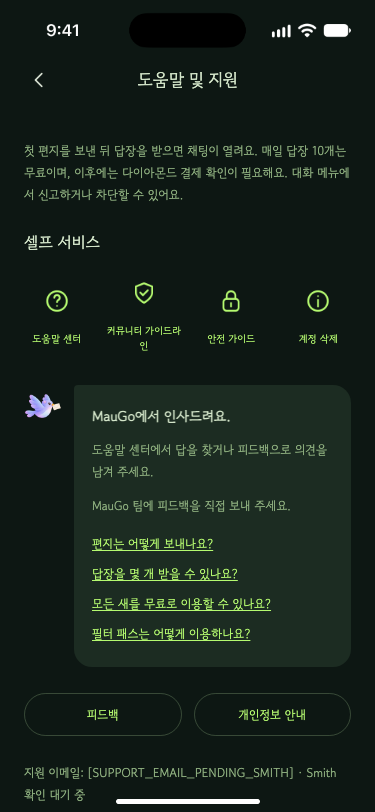 9:41
도움말 및 지원
첫 편지를 보낸 뒤 답장을 받으면 채팅이 열려요. 매일 답장 10개는
무료이며, 이후에는 다이아몬드 결제 확인이 필요해요. 대화 메뉴에
서 신고하거나 차단할 수 있어요.
셀프 서비스
도움말 센터
커뮤니티 가이드라
인
안전 가이드
계정 삭제
MauGo에서 인사드려요.
도움말 센터에서 답을 찾거나 피드백으로 의견을
남겨 주세요.
MauGo 팀에 피드백을 직접 보내 주세요.
편지는 어떻게 보내나요?
답장을 몇 개 받을 수 있나요?
모든 새를 무료로 이용할 수 있나요?
필터 패스는 어떻게 이용하나요?
피드백
개인정보 안내
지원 이메일: [SUPPORT_EMAIL_PENDING_SMITH] · Smith
확인 대기 중